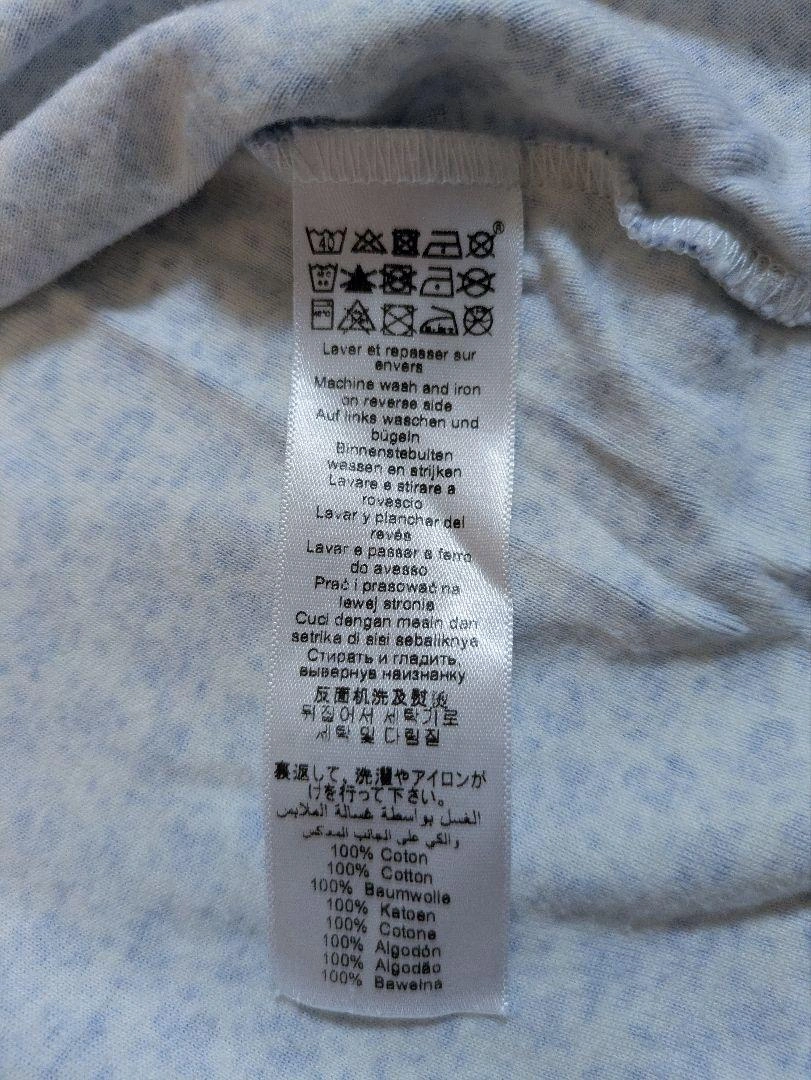 40
®
40°C
Laver et repasser sur
envers
Machine wash and iron
on reverse side
Auf links waschen und
bügeln
Binnenstebuiten
wassen en strijken
Lavare e stirare a
rovescio
Lavar y planchar del
revés
Lavar e passar a ferro
do avesso
Prać i prasować na
lewej stronie
Cuci dengan mesin dan
setrika di sisi sebaliknya
Стирать и гладить,
вывернув наизнанку
反面机洗及熨烫
뒤집어서 세탁기로
세탁 및 다림질
裏返して、洗濯やアイロンが
けを行って下さい。
الغسل بواسطة غسالة الملابس
والكي على الجانب المعاكس
100% Coton
100% Cotton
100% Baumwolle
100% Katoen
100% Cotone
100% Algodón
100% Algodão
100% Bawełna